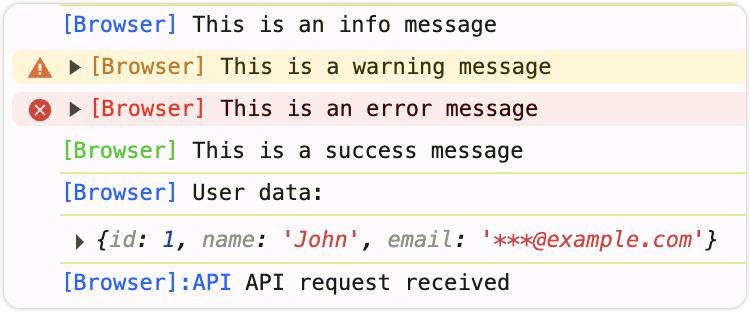 [Browser] This is an info message
[Browser] This is a warning message
[Browser] This is an error message
[Browser] This is a success message
[Browser] User data:
{id: 1, name: 'John', email: '***@example.com'}
[Browser]:API API request received